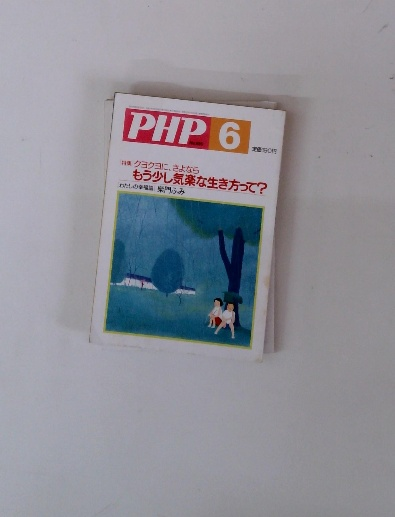 PHP 6
特集 クヨクヨに、さよなら
もう少し気楽な生き方って?
わたしの幸福論 柴門ふみ